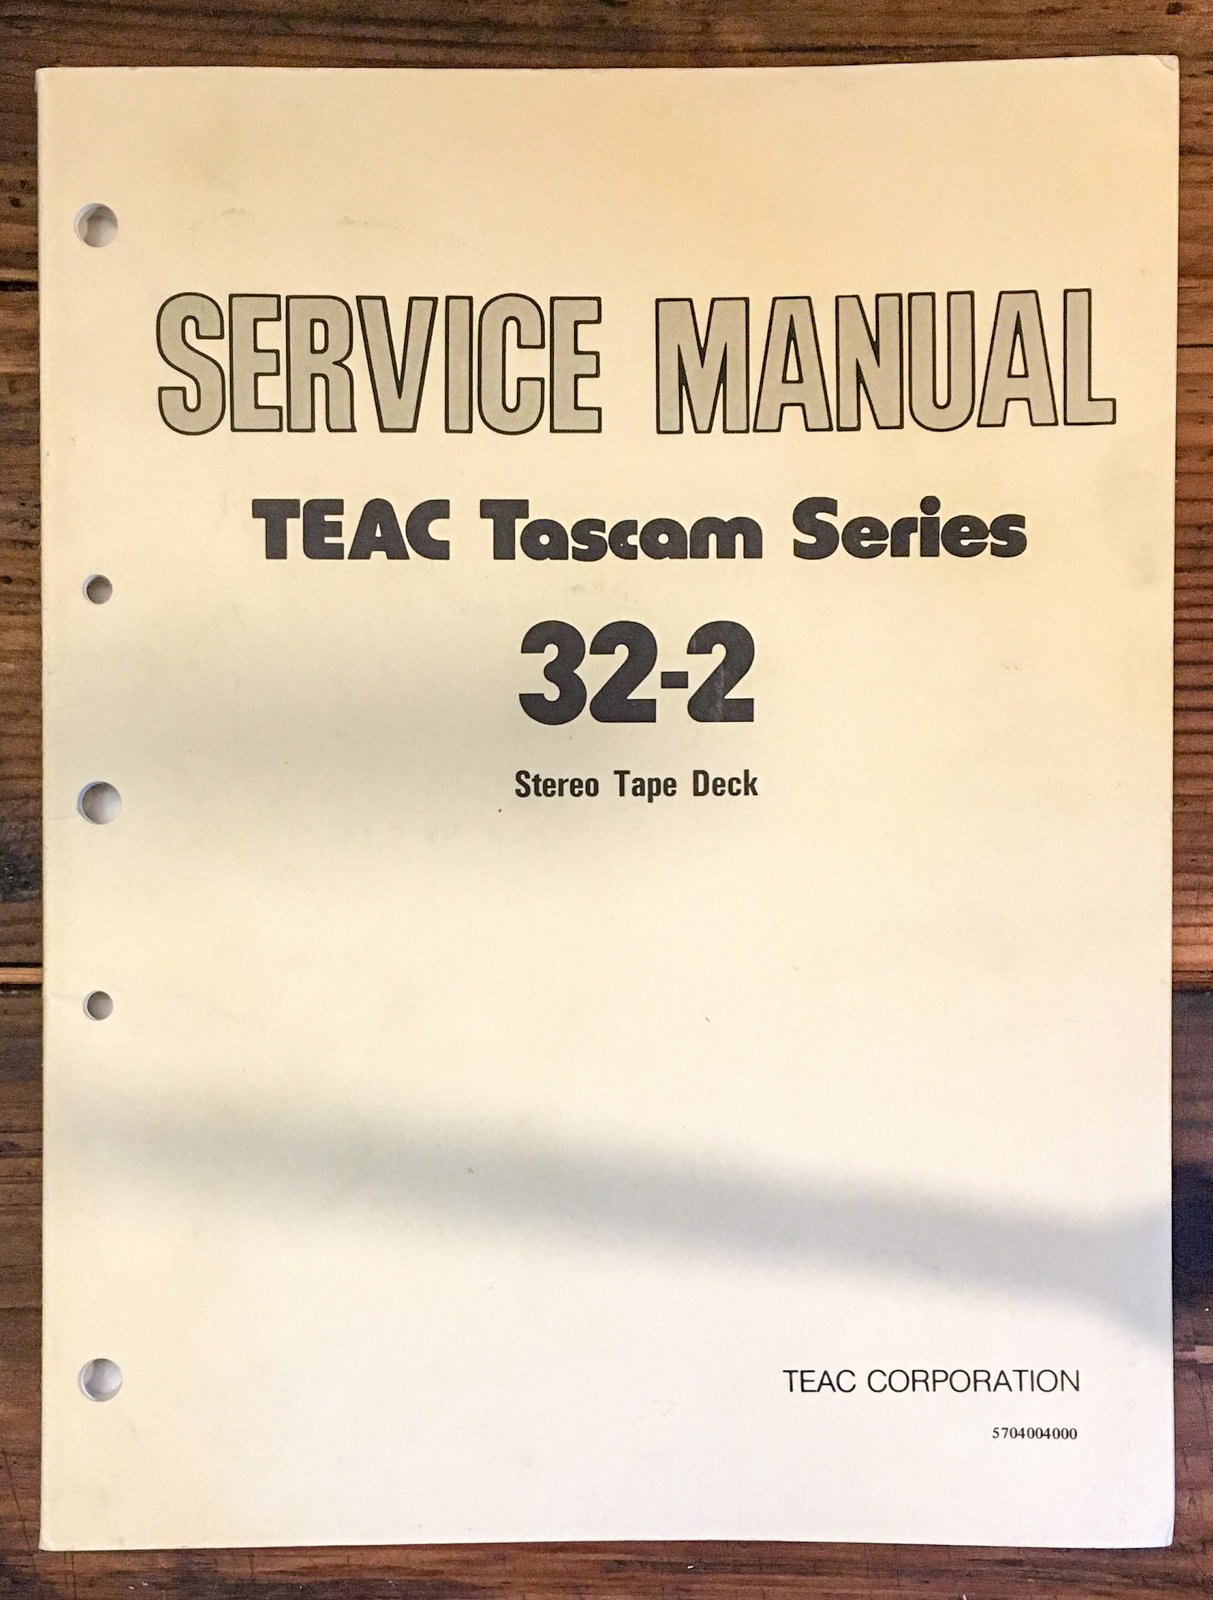 SERVICE MANUAL
TEAC Tascam Series
32-2
Stereo Tape Deck
TEAC CORPORATION
5704004000